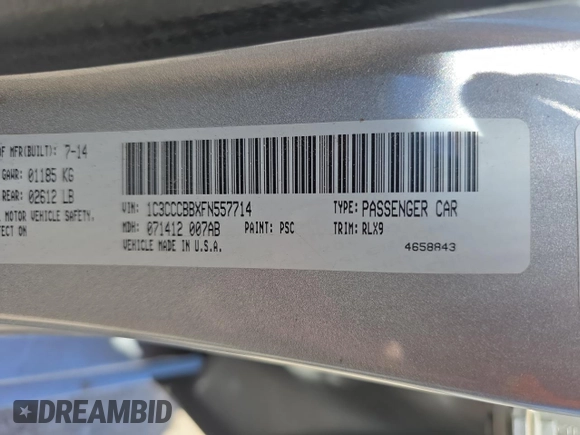 OF MFR(BUILT): 7-14
GAWR: 01185 KG
REAR: 02612 LB
MOTOR VEHICLE SAFETY,
ON
VIN: 1C3CCCBBXFN557714 TYPE: PASSENGER CAR
MDH: 071412 007AB PAINT: PSC TRIM: RLX9
VEHICLE MADE IN U.S.A. 4658843
DREAMBID